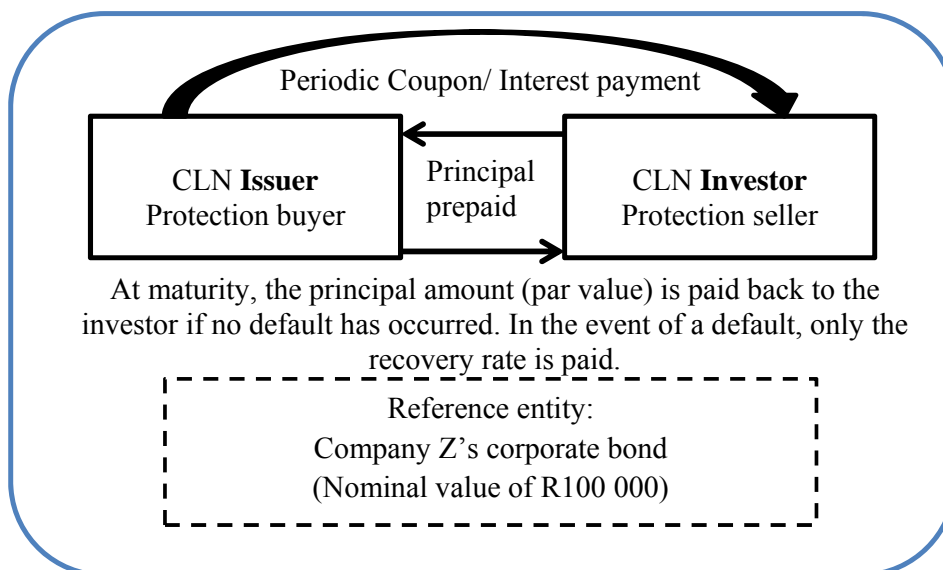 Periodic Coupon/ Interest payment
CLN Issuer
Protection buyer
Principal
prepaid
CLN Investor
Protection seller
At maturity, the principal amount (par value) is paid back to the
investor if no default has occurred. In the event of a default, only the
recovery rate is paid.
Reference entity:
Company Z’s corporate bond
(Nominal value of R100 000)